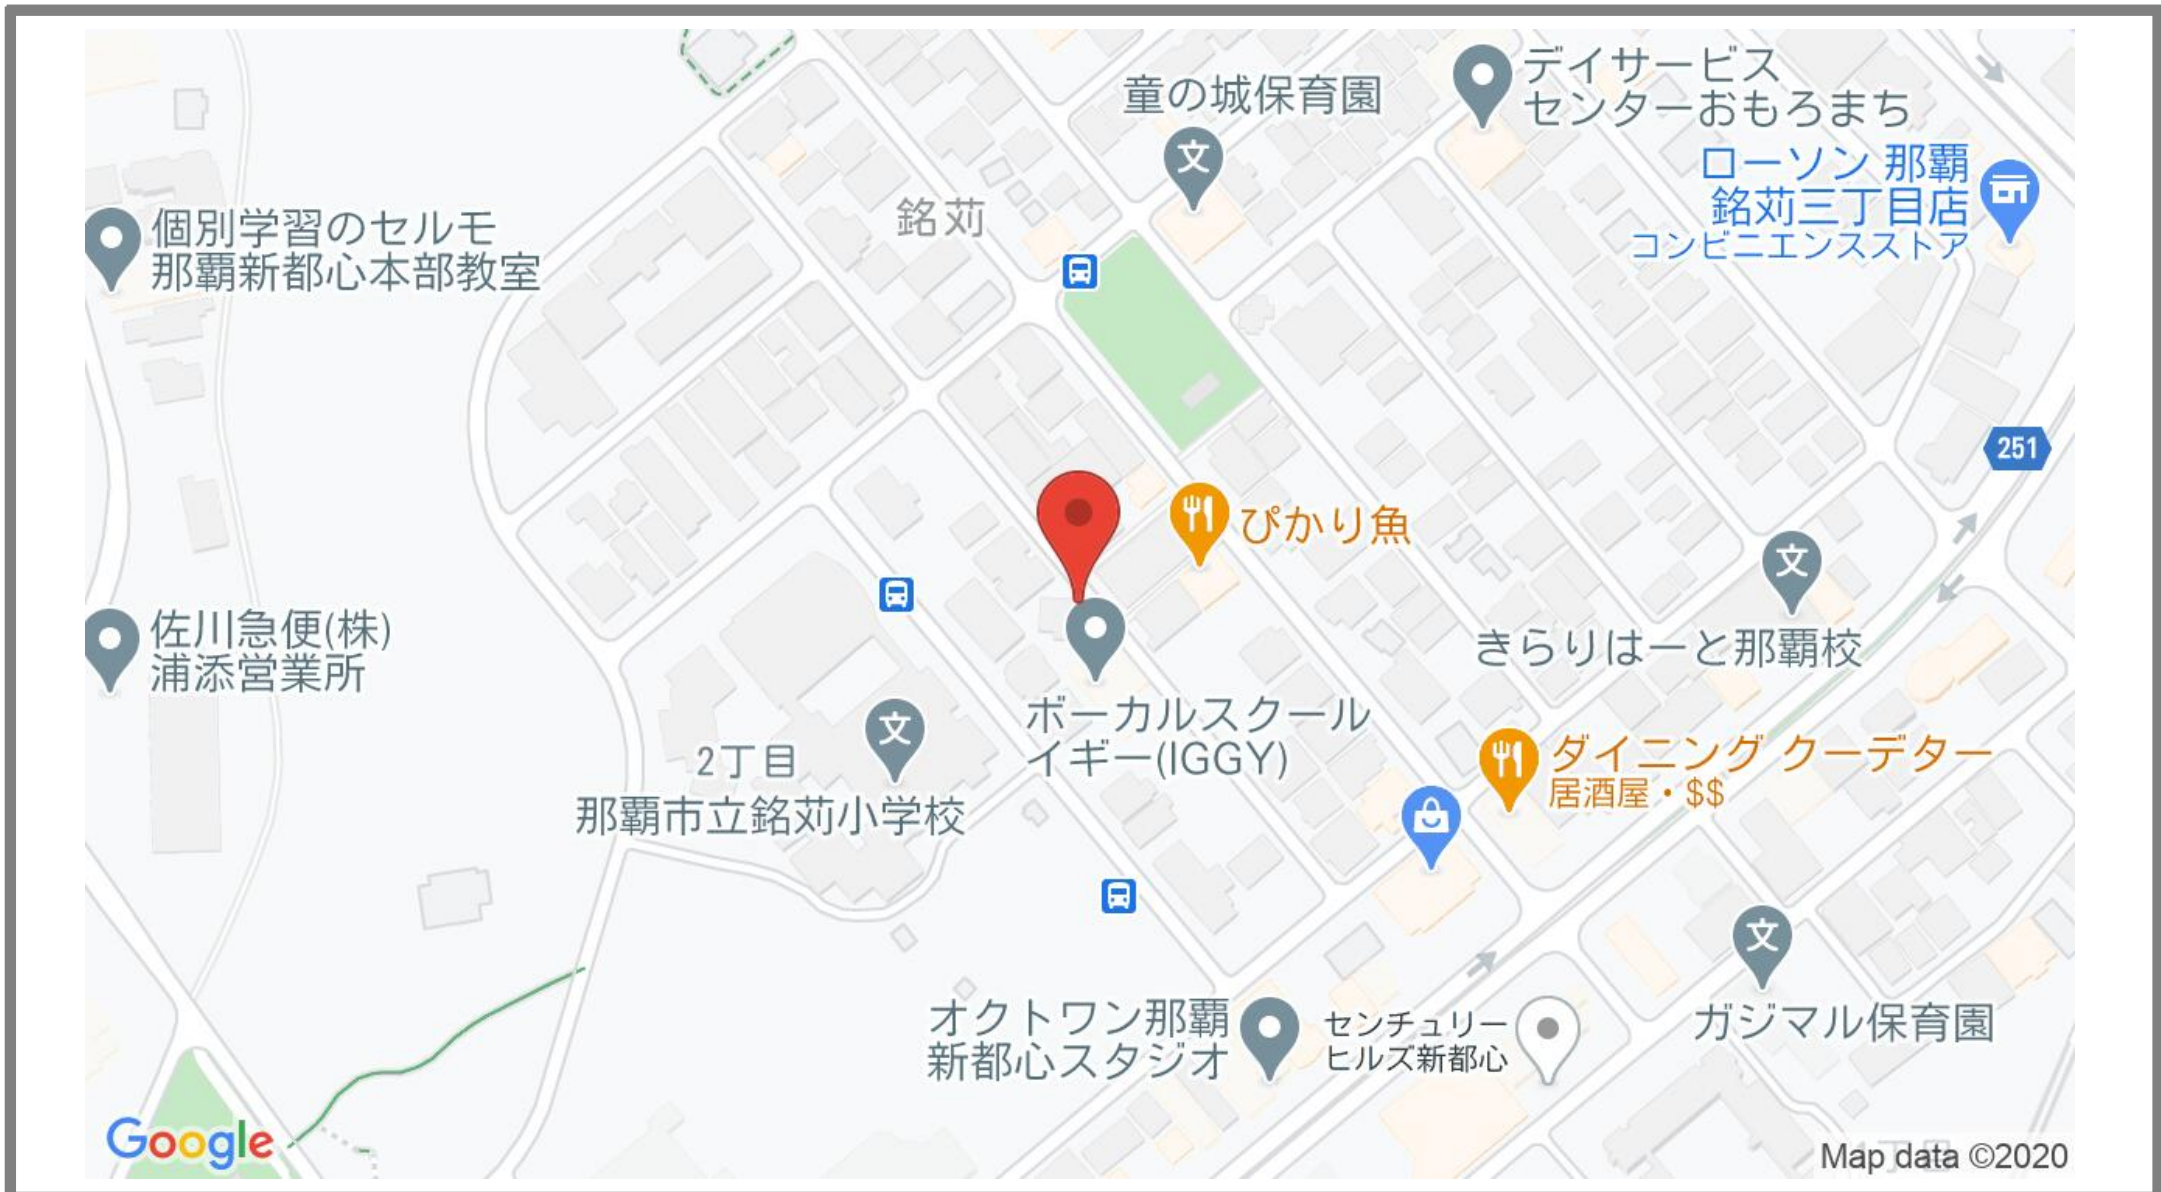 デイサービス
センターおもろまち
童の城保育園
文
ローソン 那覇
銘苅三丁目店
コンビニエンスストア
銘苅
個別学習のセルモ
那覇新都心本部教室
251
ぴかり魚
文
きらりはーと那覇校
佐川急便(株)
浦添営業所
ボーカルスクール
イギー(IGGY)
文
2丁目
那覇市立銘苅小学校
ダイニング クーデター
居酒屋・$$
文
ガジマル保育園
オクトワン那覇
新都心スタジオ
センチュリー
ヒルズ新都心
Google
Map data ©2020